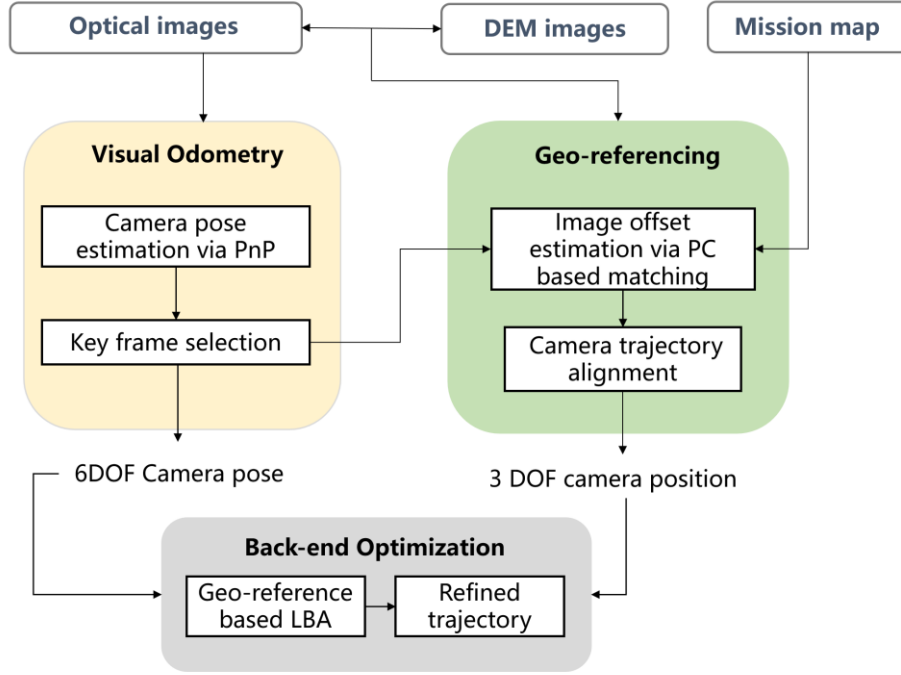 Optical images
DEM images
Mission map
Visual Odometry
Camera pose
estimation via PnP
Key frame selection
Geo-referencing
Image offset
estimation via PC
based matching
Camera trajectory
alignment
6DOF Camera pose
3 DOF camera position
Back-end Optimization
Geo-reference
based LBA
Refined
trajectory